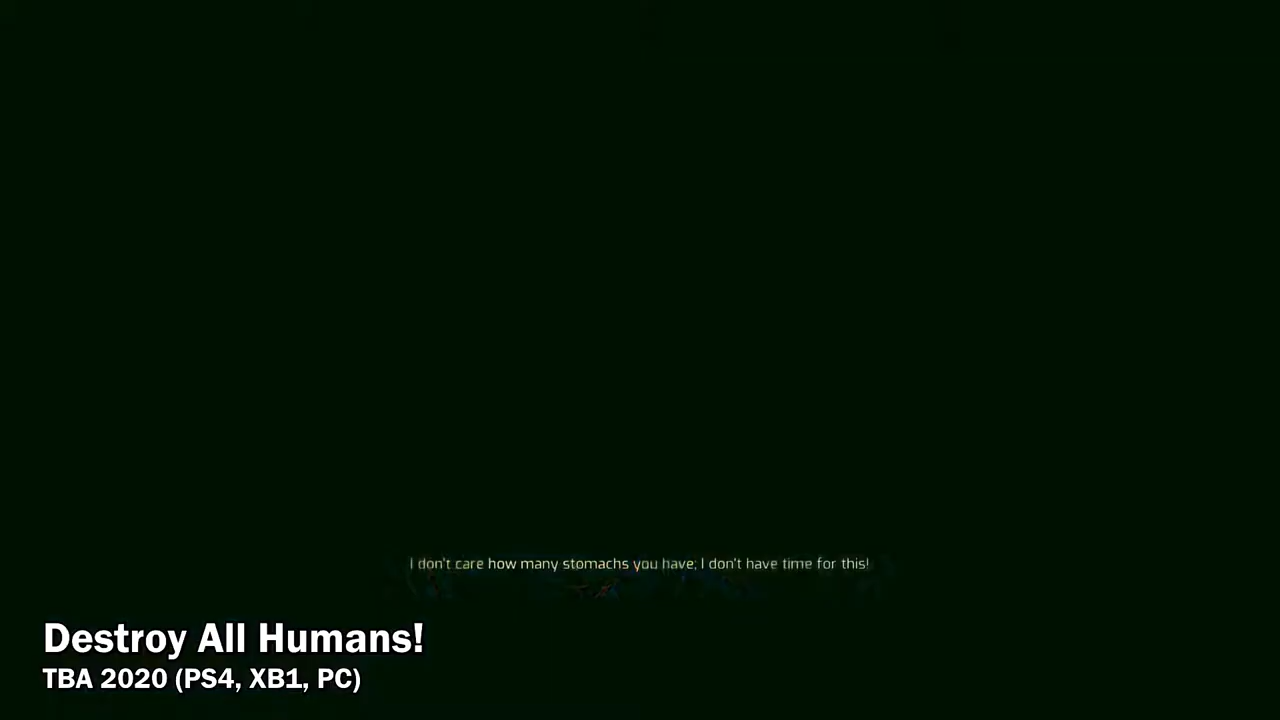 I don't care how many stomachs you have; I don't have time for this!
Destroy All Humans!
TBA 2020 (PS4, XB1, PC)